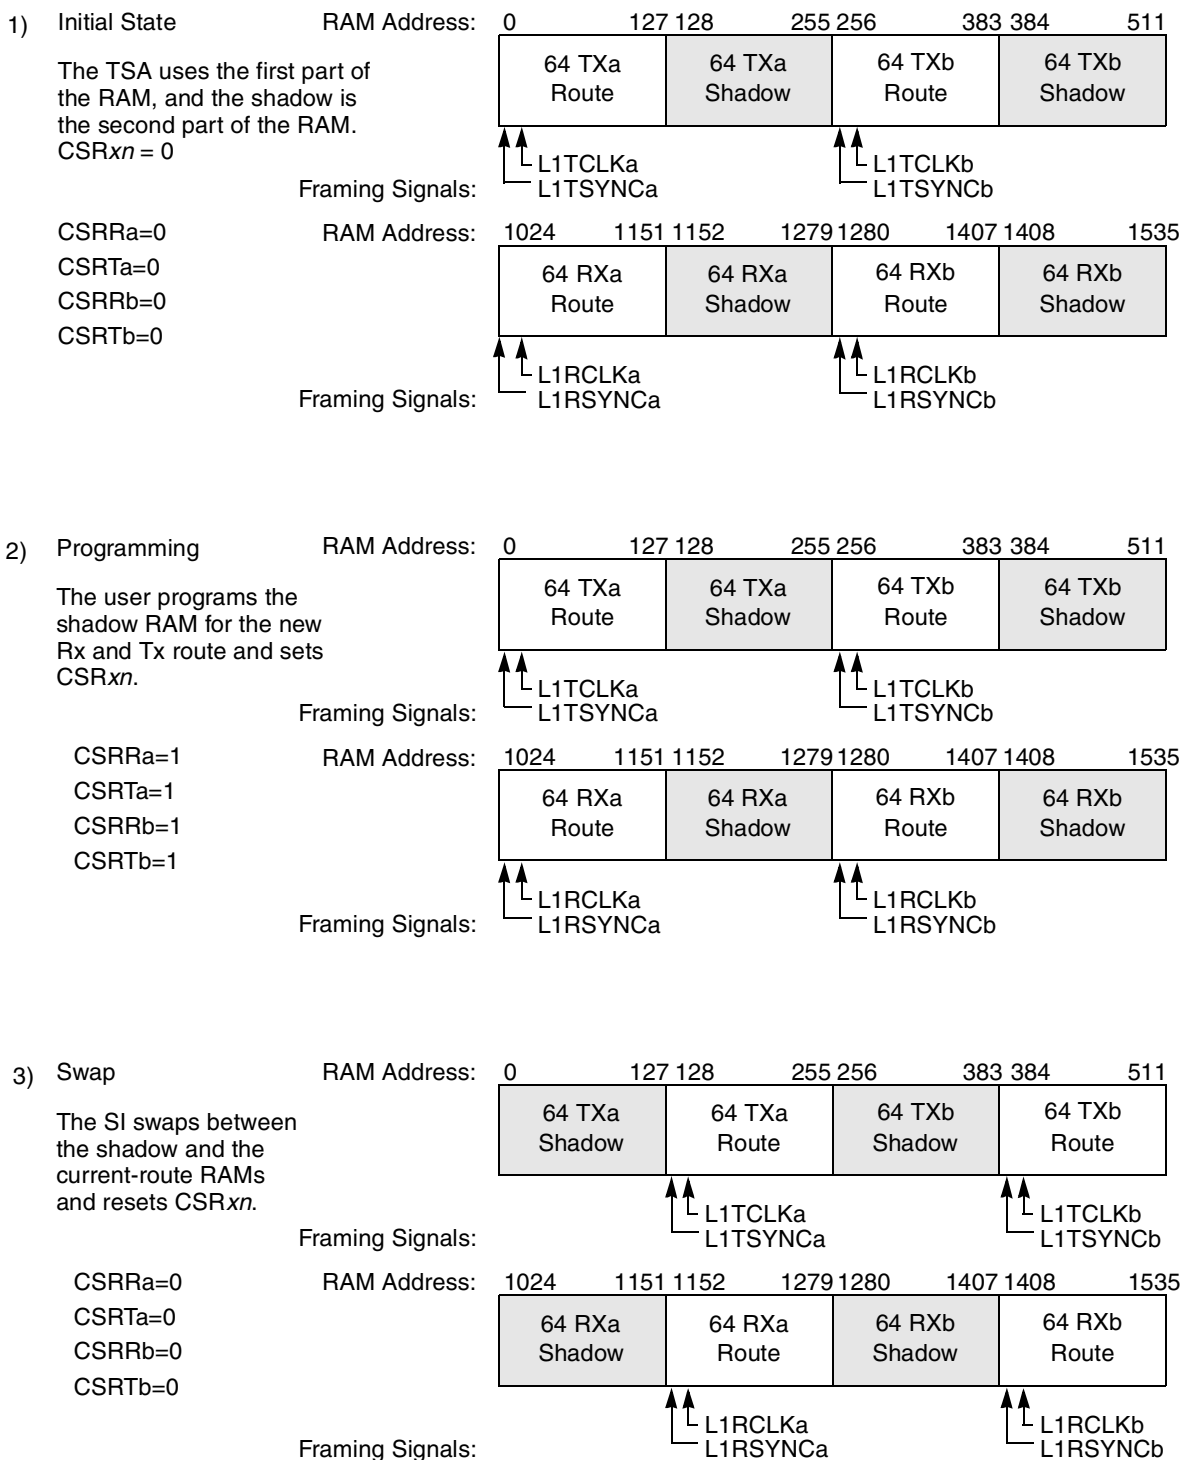 1) Initial State RAM Address: 0 127 128 255 256 383 384 511
The TSA uses the first part of
the RAM, and the shadow is
the second part of the RAM.
CSRxn = 0
64 TXa 64 TXa 64 TXb 64 TXb
Route Shadow Route Shadow
L1TCLKa L1TCLKb
Framing Signals: L1TSYNCa L1TSYNCb
CSRRa=0 RAM Address: 1024 1151 1152 1279 1280 1407 1408 1535
CSRTa=0
CSRRb=0
CSRTb=0
64 RXa 64 RXa 64 RXb 64 RXb
Route Shadow Route Shadow
L1RCLKa L1RCLKb
Framing Signals: L1RSYNCa L1RSYNCb
2) Programming RAM Address: 0 127 128 255 256 383 384 511
The user programs the
shadow RAM for the new
Rx and Tx route and sets
CSRxn.
64 TXa 64 TXa 64 TXb 64 TXb
Route Shadow Route Shadow
L1TCLKa L1TCLKb
Framing Signals: L1TSYNCa L1TSYNCb
CSRRa=1 RAM Address: 1024 1151 1152 1279 1280 1407 1408 1535
CSRTa=1
CSRRb=1
CSRTb=1
64 RXa 64 RXa 64 RXb 64 RXb
Route Shadow Route Shadow
L1RCLKa L1RCLKb
Framing Signals: L1RSYNCa L1RSYNCb
3) Swap RAM Address: 0 127 128 255 256 383 384 511
The SI swaps between
the shadow and the
current-route RAMs
and resets CSRxn.
64 TXa 64 TXa 64 TXb 64 TXb
Shadow Route Shadow Route
L1TCLKa L1TCLKb
Framing Signals: L1TSYNCa L1TSYNCb
CSRRa=0 RAM Address: 1024 1151 1152 1279 1280 1407 1408 1535
CSRTa=0
CSRRb=0
CSRTb=0
64 RXa 64 RXa 64 RXb 64 RXb
Shadow Route Shadow Route
L1RCLKa L1RCLKb
Framing Signals: L1RSYNCa L1RSYNCb